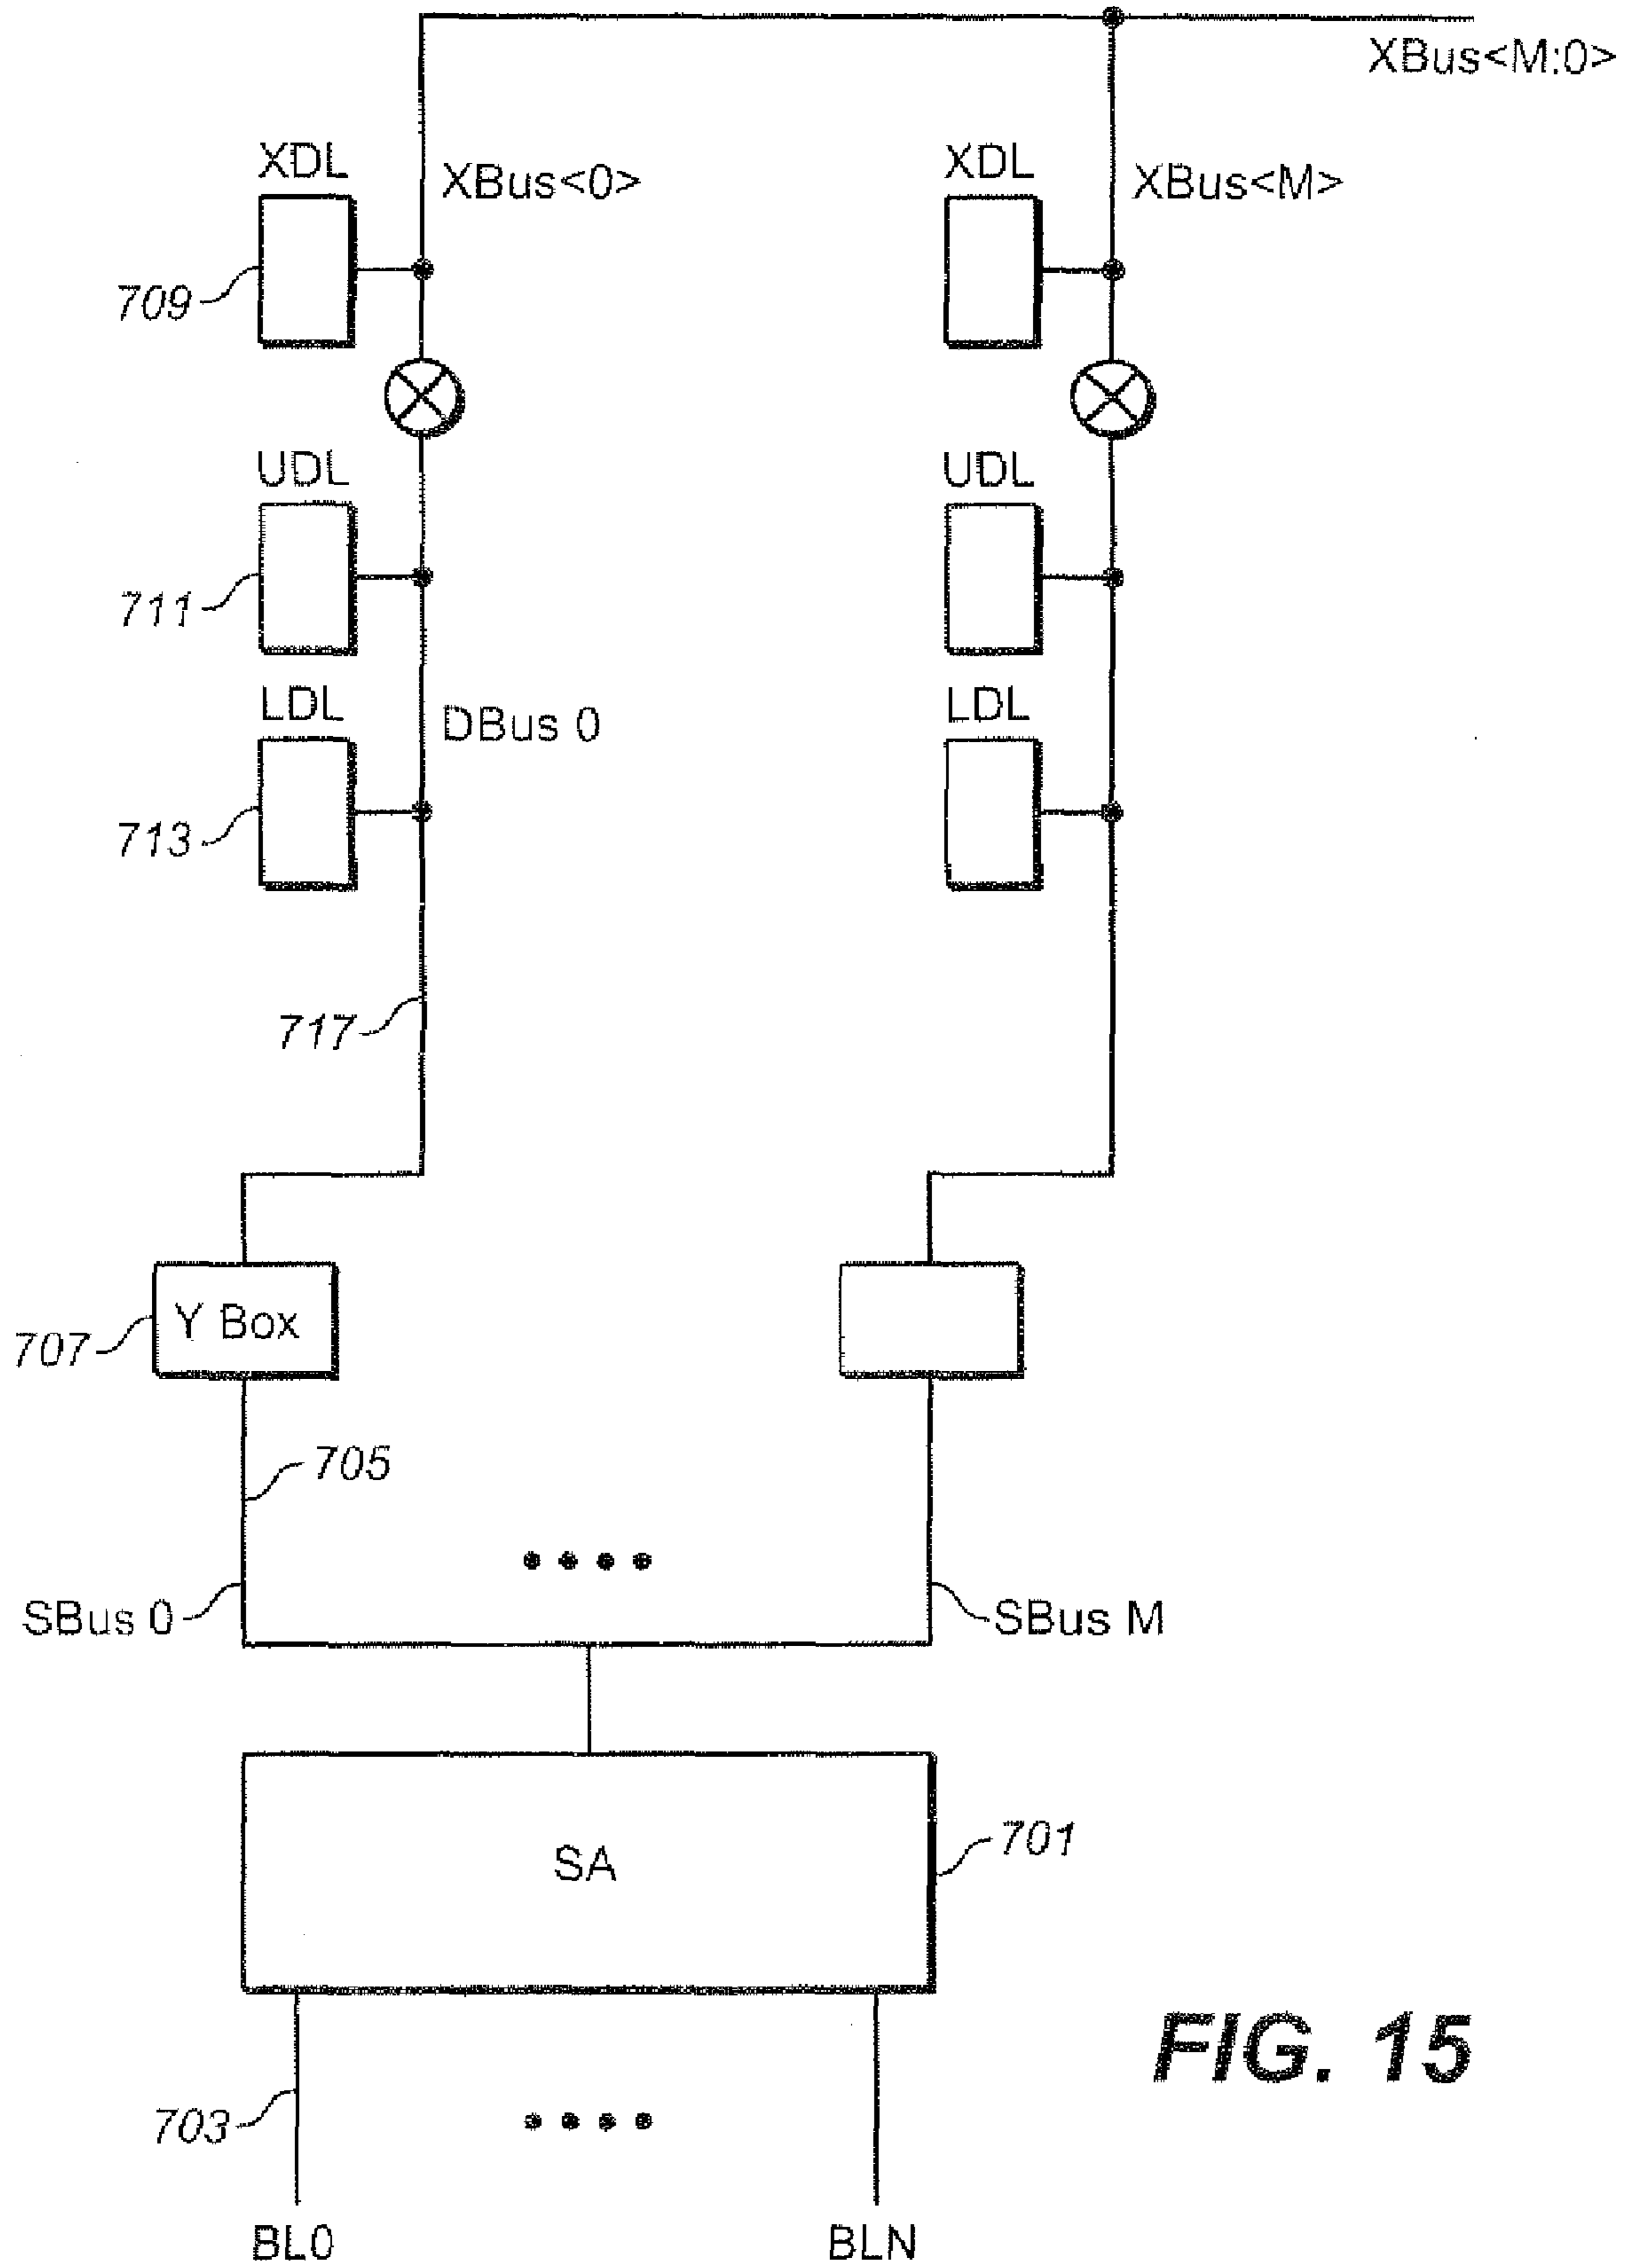 XBus<M:0>
XDL
XBus<0>
XDL
XBus<M>
709
UDL
UDL
711
LDL
DBus 0
LDL
713
717
Y Box
707
705
SBus 0
SBus M
SA
701
703
BL0
BLN
FIG. 15